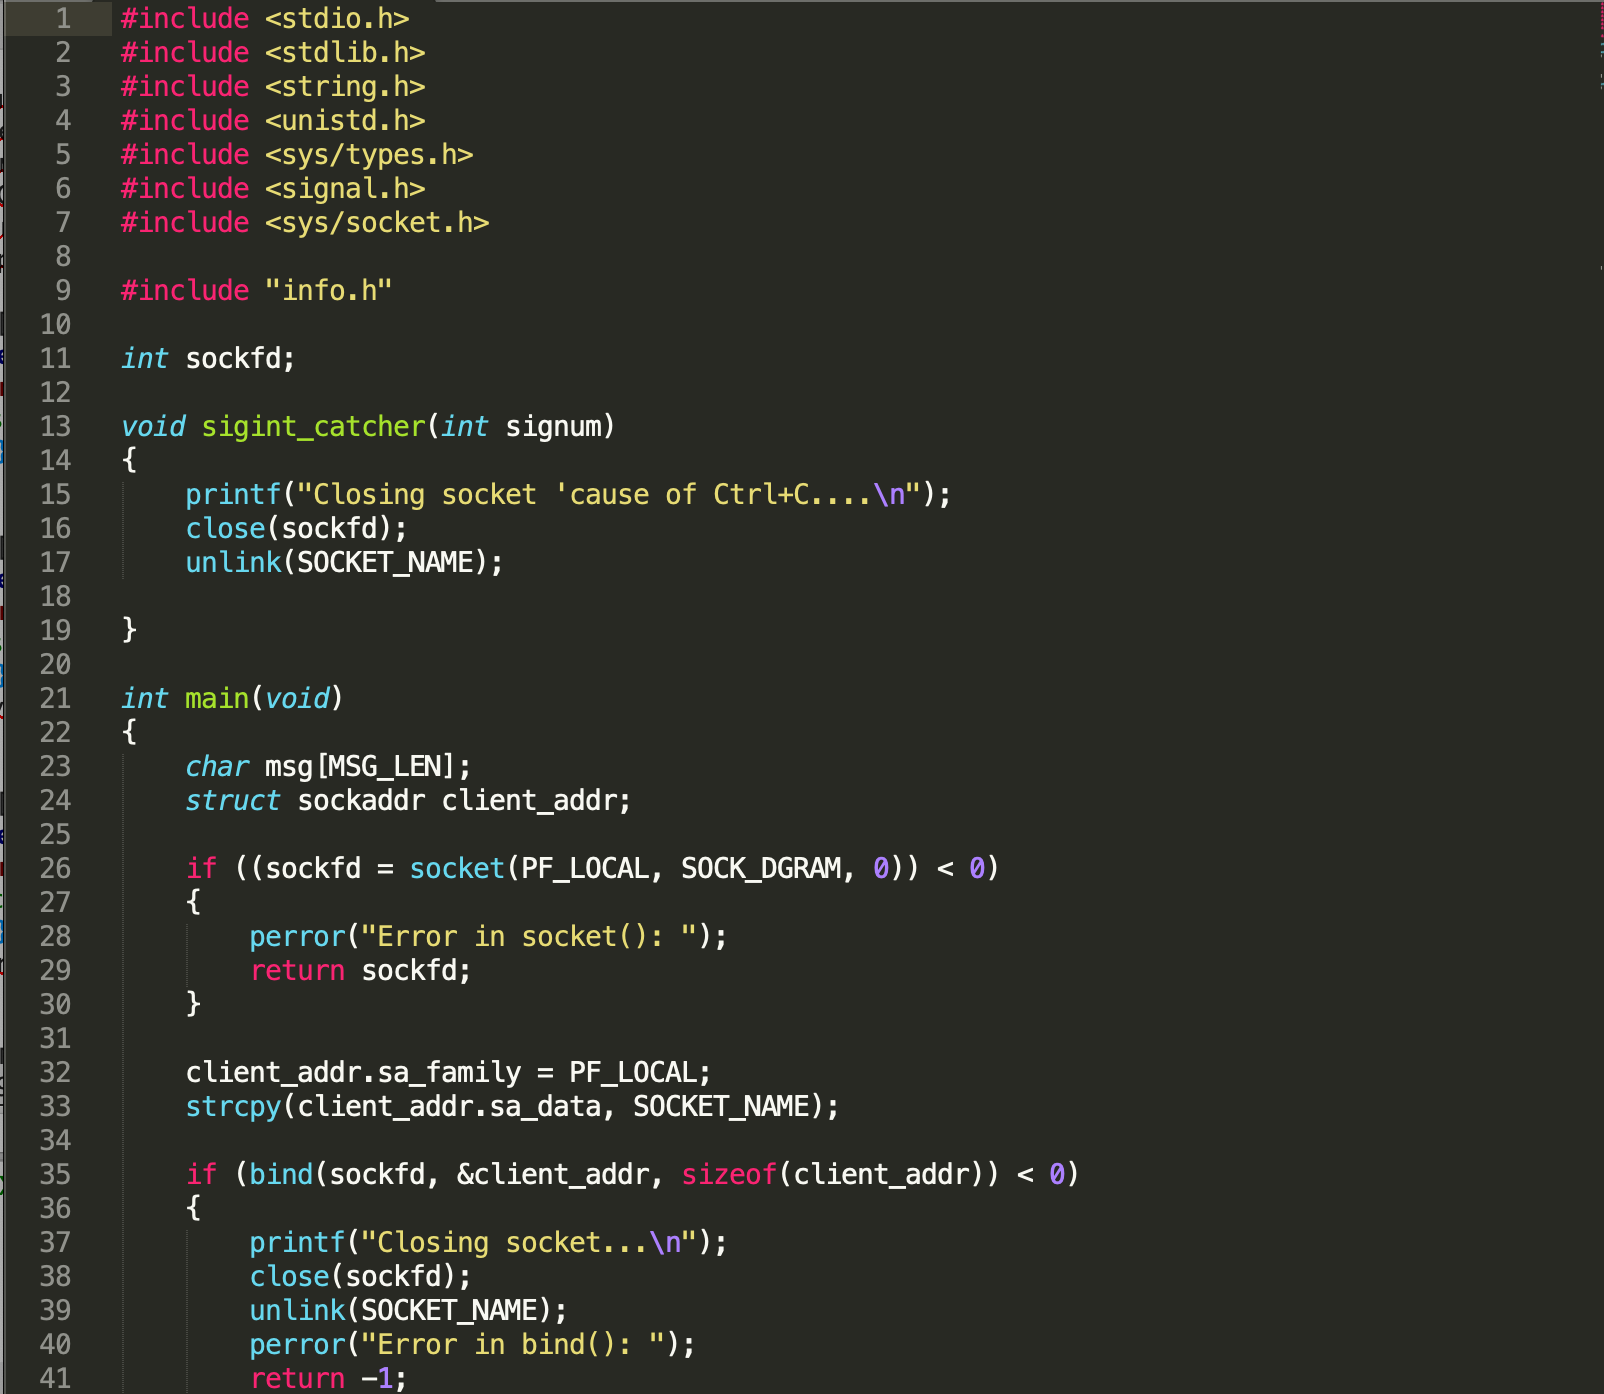 1 #include <stdio.h>
2 #include <stdlib.h>
3 #include <string.h>
4 #include <unistd.h>
5 #include <sys/types.h>
6 #include <signal.h>
7 #include <sys/socket.h>
8
9 #include "info.h"
10
11 int sockfd;
12
13 void sigint_catcher(int signum)
14 {
15     printf("Closing socket 'cause of Ctrl+C....\n");
16     close(sockfd);
17     unlink(SOCKET_NAME);
18
19 }
20
21 int main(void)
22 {
23     char msg[MSG_LEN];
24     struct sockaddr client_addr;
25
26     if ((sockfd = socket(PF_LOCAL, SOCK_DGRAM, 0)) < 0)
27     {
28         perror("Error in socket(): ");
29         return sockfd;
30     }
31
32     client_addr.sa_family = PF_LOCAL;
33     strcpy(client_addr.sa_data, SOCKET_NAME);
34
35     if (bind(sockfd, &client_addr, sizeof(client_addr)) < 0)
36     {
37         printf("Closing socket...\n");
38         close(sockfd);
39         unlink(SOCKET_NAME);
40         perror("Error in bind(): ");
41         return -1;